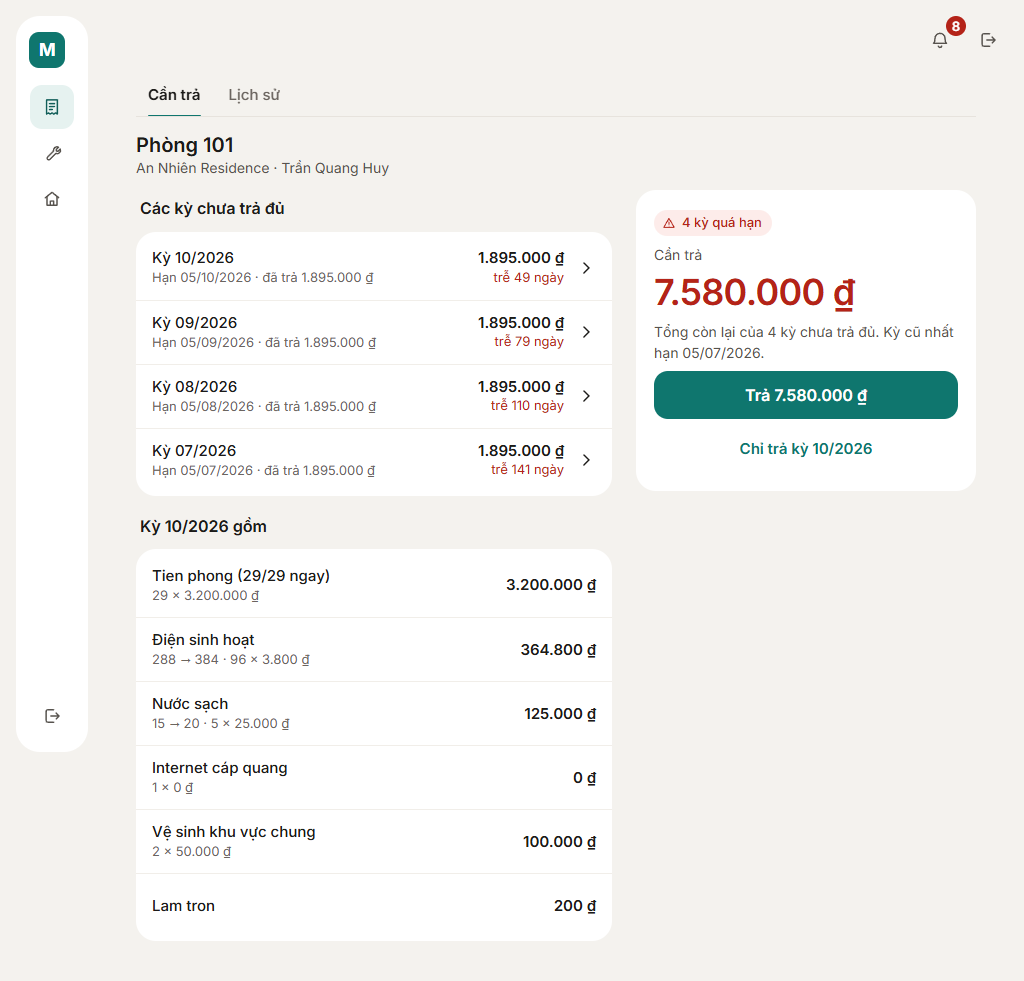 M
8
Cần trả
Lịch sử
Phòng 101
An Nhiên Residence · Trần Quang Huy
Các kỳ chưa trả đủ
Kỳ 10/2026
1.895.000 ₫
Hạn 05/10/2026 · đã trả 1.895.000 ₫
trễ 49 ngày
Kỳ 09/2026
1.895.000 ₫
Hạn 05/09/2026 · đã trả 1.895.000 ₫
trễ 79 ngày
Kỳ 08/2026
1.895.000 ₫
Hạn 05/08/2026 · đã trả 1.895.000 ₫
trễ 110 ngày
Kỳ 07/2026
1.895.000 ₫
Hạn 05/07/2026 · đã trả 1.895.000 ₫
trễ 141 ngày
4 kỳ quá hạn
Cần trả
7.580.000 ₫
Tổng còn lại của 4 kỳ chưa trả đủ. Kỳ cũ nhất
hạn 05/07/2026.
Trả 7.580.000 ₫
Chỉ trả kỳ 10/2026
Kỳ 10/2026 gồm
Tien phong (29/29 ngay)
29 × 3.200.000 ₫
3.200.000 ₫
Điện sinh hoạt
288 → 384 · 96 × 3.800 ₫
364.800 ₫
Nước sạch
15 → 20 · 5 × 25.000 ₫
125.000 ₫
Internet cáp quang
1 × 0 ₫
0 ₫
Vệ sinh khu vực chung
2 × 50.000 ₫
100.000 ₫
Lam tron
200 ₫